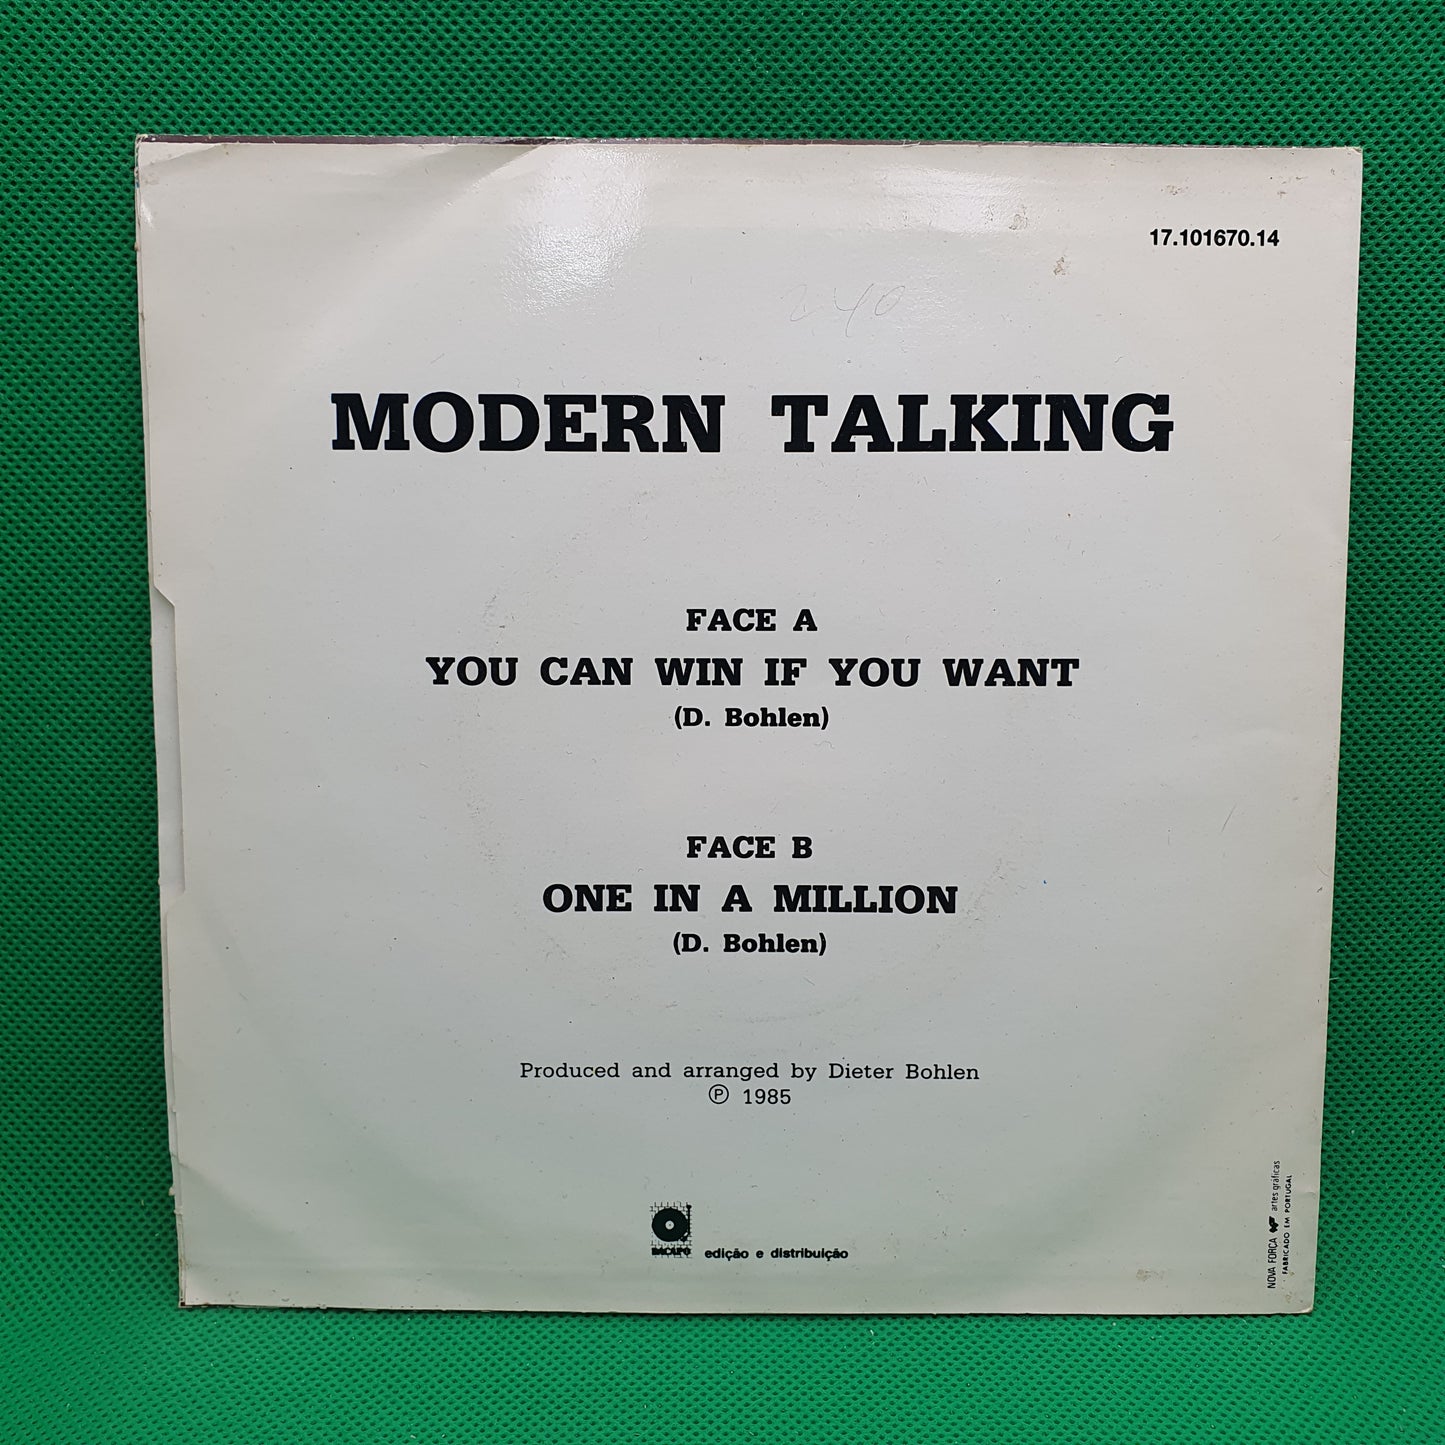 17.101670.14
240
MODERN TALKING
FACE A
YOU CAN WIN IF YOU WANT
(D. Bohlen)
FACE B
ONE IN A MILLION
(D. Bohlen)
Produced and arranged by Dieter Bohlen
Ⓟ 1985
DACAPO edição e distribuição
NOVA FORÇA artes gráficas
FABRICADO EM PORTUGAL